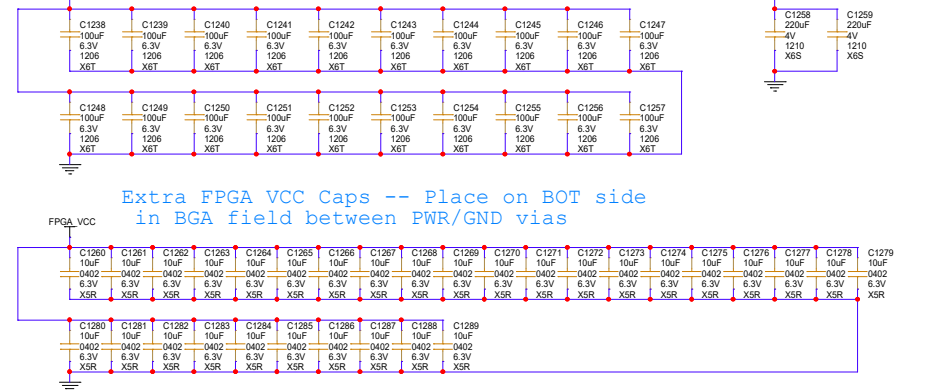 C1238 C1239 C1240 C1241 C1242 C1243 C1244 C1245 C1246 C1247 C1258 C1259
100uF 100uF 100uF 100uF 100uF 100uF 100uF 100uF 100uF 100uF 220uF 220uF
6.3V 6.3V 6.3V 6.3V 6.3V 6.3V 6.3V 6.3V 6.3V 6.3V 4V 4V
1206 1206 1206 1206 1206 1206 1206 1206 1206 1206 1210 1210
X6T X6T X6T X6T X6T X6T X6T X6T X6T X6T X6S X6S
C1248 C1249 C1250 C1251 C1252 C1253 C1254 C1255 C1256 C1257
100uF 100uF 100uF 100uF 100uF 100uF 100uF 100uF 100uF 100uF
6.3V 6.3V 6.3V 6.3V 6.3V 6.3V 6.3V 6.3V 6.3V 6.3V
1206 1206 1206 1206 1206 1206 1206 1206 1206 1206
X6T X6T X6T X6T X6T X6T X6T X6T X6T X6T
Extra FPGA VCC Caps -- Place on BOT side
in BGA field between PWR/GND vias
FPGA_VCC
C1260 C1261 C1262 C1263 C1264 C1265 C1266 C1267 C1268 C1269 C1270 C1271 C1272 C1273 C1274 C1275 C1276 C1277 C1278 C1279
10uF 10uF 10uF 10uF 10uF 10uF 10uF 10uF 10uF 10uF 10uF 10uF 10uF 10uF 10uF 10uF 10uF 10uF 10uF 10uF
0402 0402 0402 0402 0402 0402 0402 0402 0402 0402 0402 0402 0402 0402 0402 0402 0402 0402 0402 0402
6.3V 6.3V 6.3V 6.3V 6.3V 6.3V 6.3V 6.3V 6.3V 6.3V 6.3V 6.3V 6.3V 6.3V 6.3V 6.3V 6.3V 6.3V 6.3V 6.3V
X5R X5R X5R X5R X5R X5R X5R X5R X5R X5R X5R X5R X5R X5R X5R X5R X5R X5R X5R X5R
C1280 C1281 C1282 C1283 C1284 C1285 C1286 C1287 C1288 C1289
10uF 10uF 10uF 10uF 10uF 10uF 10uF 10uF 10uF 10uF
0402 0402 0402 0402 0402 0402 0402 0402 0402 0402
6.3V 6.3V 6.3V 6.3V 6.3V 6.3V 6.3V 6.3V 6.3V 6.3V
X5R X5R X5R X5R X5R X5R X5R X5R X5R X5R